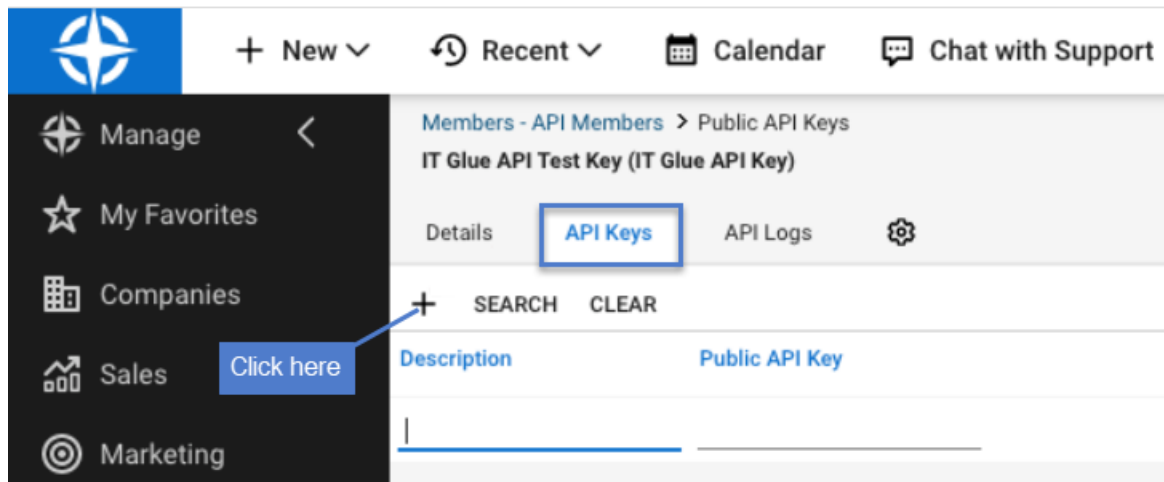 New
Recent
Calendar
Chat with Support
Manage
My Favorites
Companies
Sales
Marketing
Members - API Members > Public API Keys
IT Glue API Test Key (IT Glue API Key)
Details
API Keys
API Logs
+ SEARCH CLEAR
Click here
Description
Public API Key